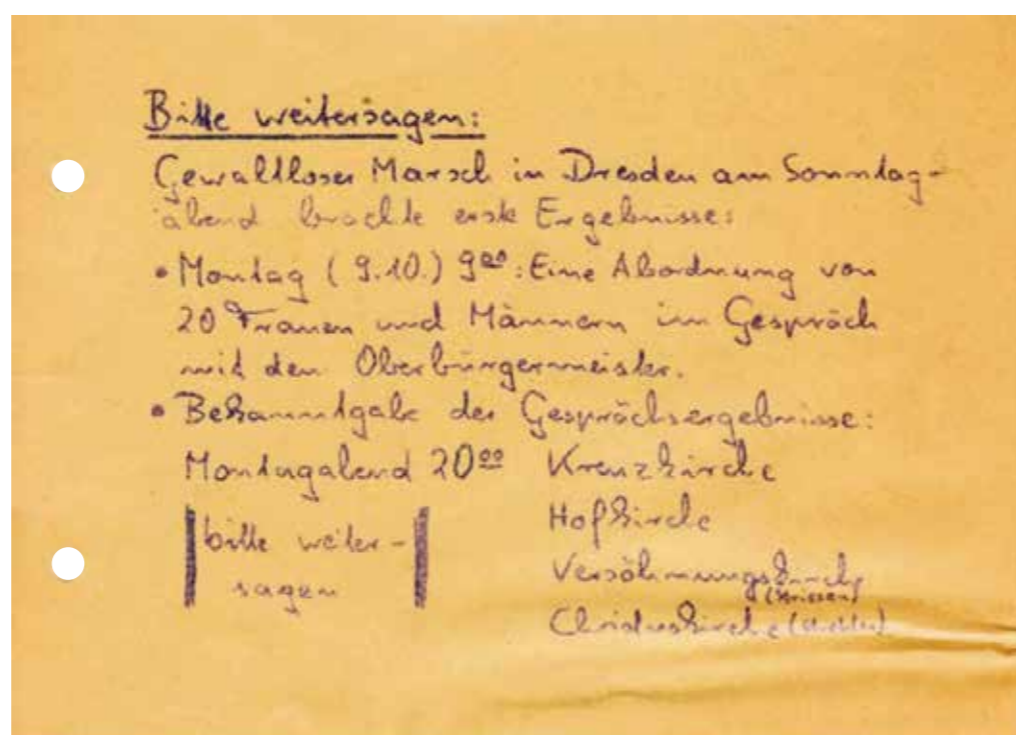 Bitte weitersagen:
Gewaltloser Marsch in Dresden am Sonntag-
abend brachte erste Ergebnisse:
• Montag (9.10.) 9⁰⁰: Eine Abordnung von
20 Frauen und Männern im Gespräch
mit dem Oberbürgermeister.
• Bekanntgabe der Gesprächsergebnisse:
Montagabend 20⁰⁰ Kreuzkirche
Hofkirche
bitte weiter-
sagen
Versöhnungskirche
(Striesen)
Christuskirche